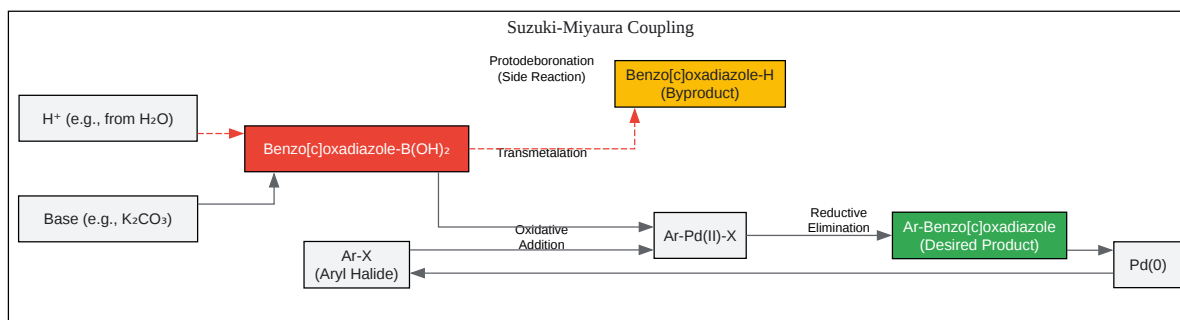 Suzuki-Miyaura Coupling
Protodeboronation
(Side Reaction)
Benzo[c]oxadiazole-H
(Byproduct)
H⁺ (e.g., from H₂O)
Benzo[c]oxadiazole-B(OH)₂
Transmetalation
Base (e.g., K₂CO₃)
Oxidative
Addition
Ar-X
(Aryl Halide)
Ar-Pd(II)-X
Reductive
Elimination
Ar-Benzo[c]oxadiazole
(Desired Product)
Pd(0)